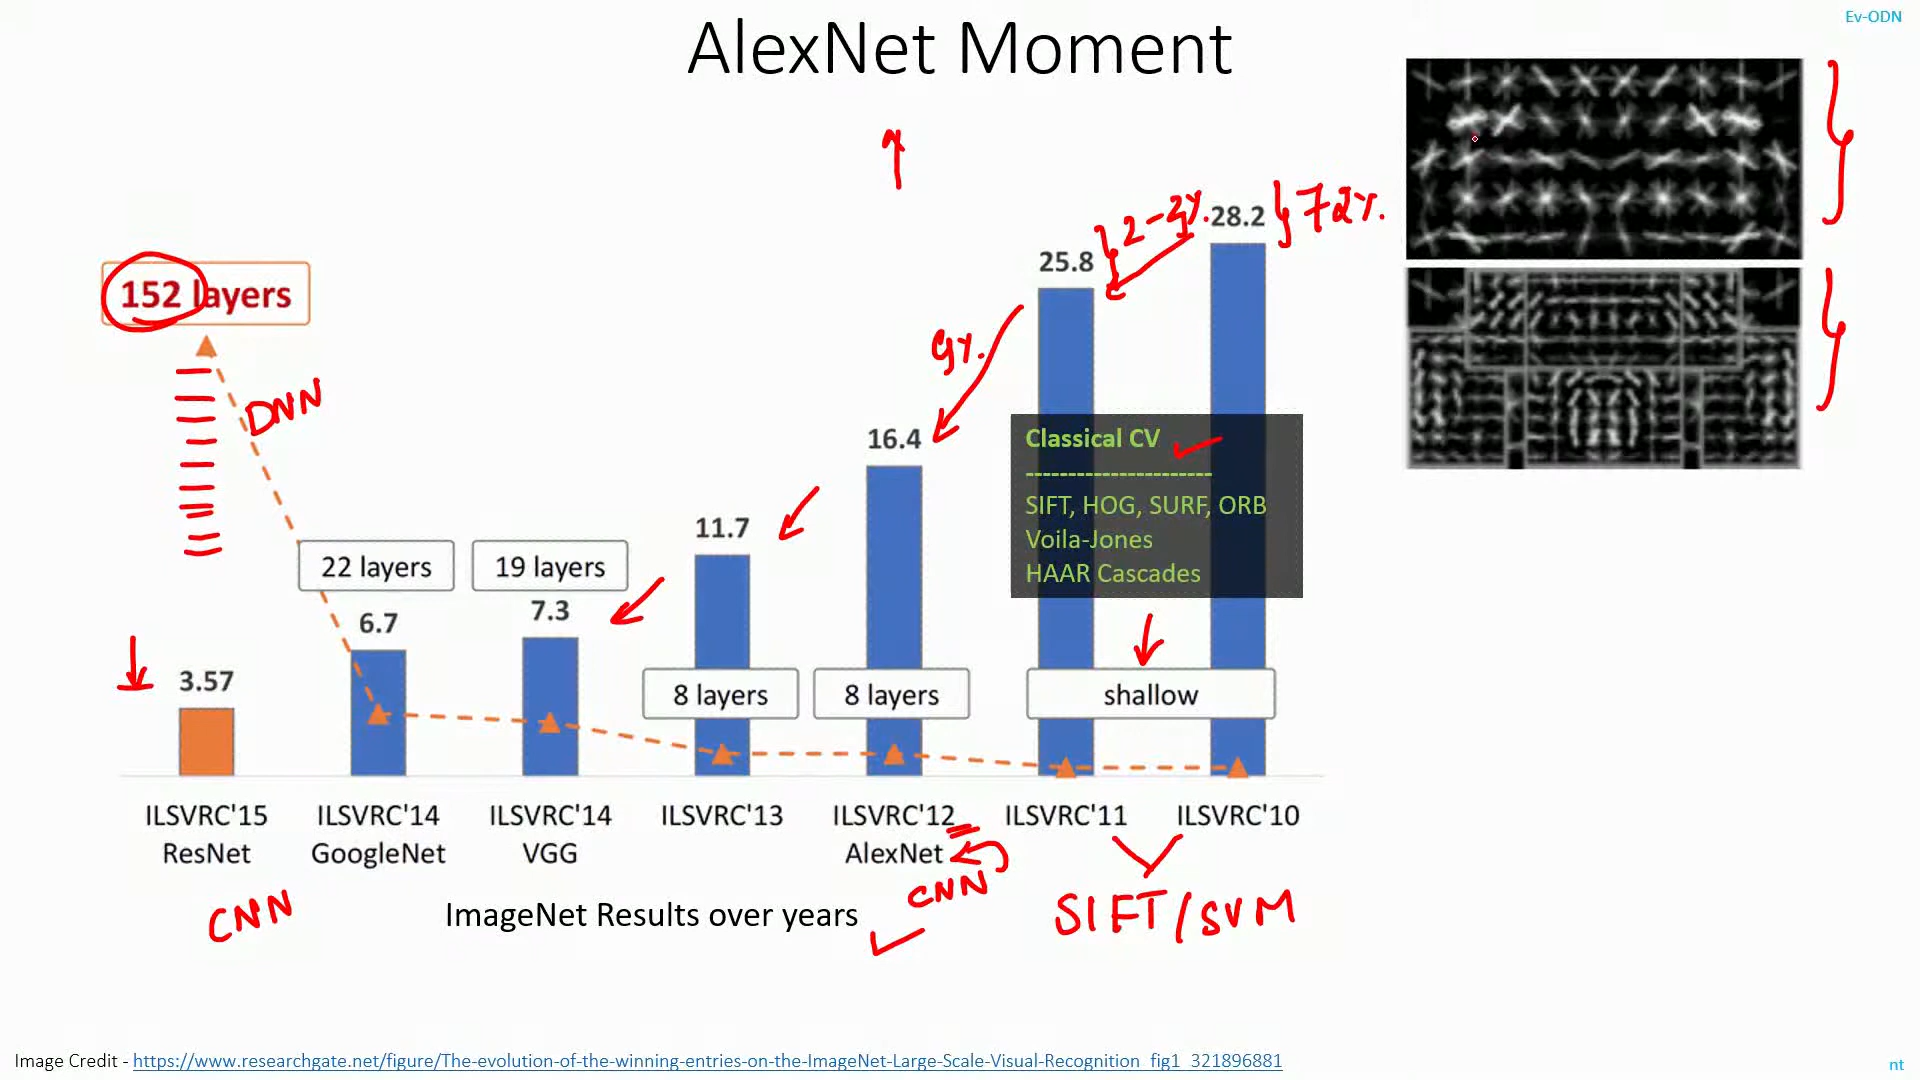 Ev-ODN
AlexNet Moment
28.2
72%.
2-3%.
25.8
152 layers
9%.
DNN
16.4
Classical CV
----------------------
SIFT, HOG, SURF, ORB
Voila-Jones
HAAR Cascades
11.7
22 layers
19 layers
6.7
7.3
3.57
8 layers
8 layers
shallow
ILSVRC'15
ResNet
ILSVRC'14
GoogleNet
ILSVRC'14
VGG
ILSVRC'13
ILSVRC'12
AlexNet
ILSVRC'11
ILSVRC'10
CNN
CNN
SIFT/SVM
ImageNet Results over years
Image Credit - https://www.researchgate.net/figure/The-evolution-of-the-winning-entries-on-the-ImageNet-Large-Scale-Visual-Recognition_fig1_321896881
nt